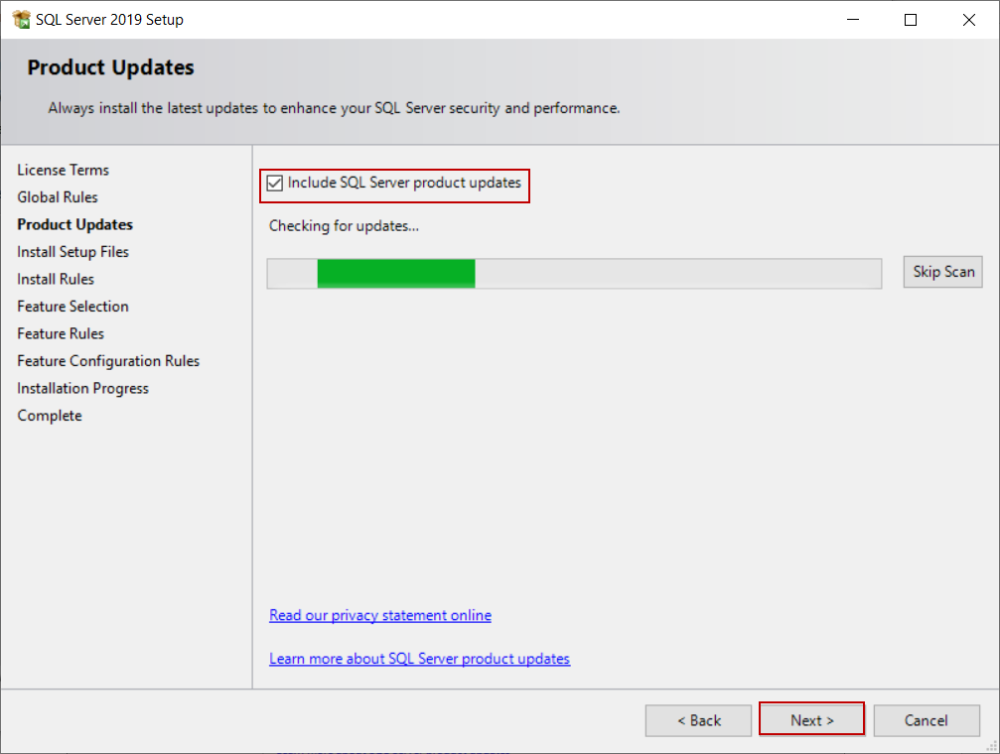 SQL Server 2019 Setup
Product Updates
Always install the latest updates to enhance your SQL Server security and performance.
License Terms
Global Rules
Product Updates
Install Setup Files
Install Rules
Feature Selection
Feature Rules
Feature Configuration Rules
Installation Progress
Complete
Include SQL Server product updates
Checking for updates...
Skip Scan
Read our privacy statement online
Learn more about SQL Server product updates
< Back
Next >
Cancel